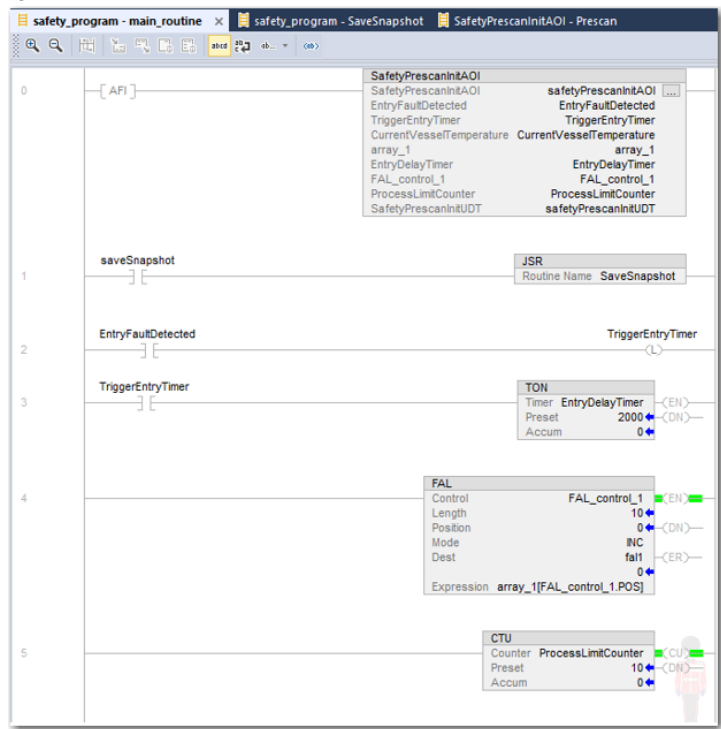 safety_program - main_routine × safety_program - SaveSnapshot SafetyPrescanInitAOI - Prescan
abcd ab...
0
[ AFI ]
SafetyPrescanInitAOI
SafetyPrescanInitAOI safetyPrescanInitAOI ...
EntryFaultDetected EntryFaultDetected
TriggerEntryTimer TriggerEntryTimer
CurrentVesselTemperature CurrentVesselTemperature
array_1 array_1
EntryDelayTimer EntryDelayTimer
FAL_control_1 FAL_control_1
ProcessLimitCounter ProcessLimitCounter
SafetyPrescanInitUDT safetyPrescanInitUDT
1
saveSnapshot
JSR
Routine Name SaveSnapshot
2
EntryFaultDetected TriggerEntryTimer
(L)
3
TriggerEntryTimer
TON
Timer EntryDelayTimer (EN)
Preset 2000 (DN)
Accum 0
4
FAL
Control FAL_control_1 (EN)
Length 10
Position 0 (DN)
Mode INC
Dest fal1 (ER)
0
Expression array_1[FAL_control_1.POS]
5
CTU
Counter ProcessLimitCounter (CU)
Preset 10 (DN)
Accum 0